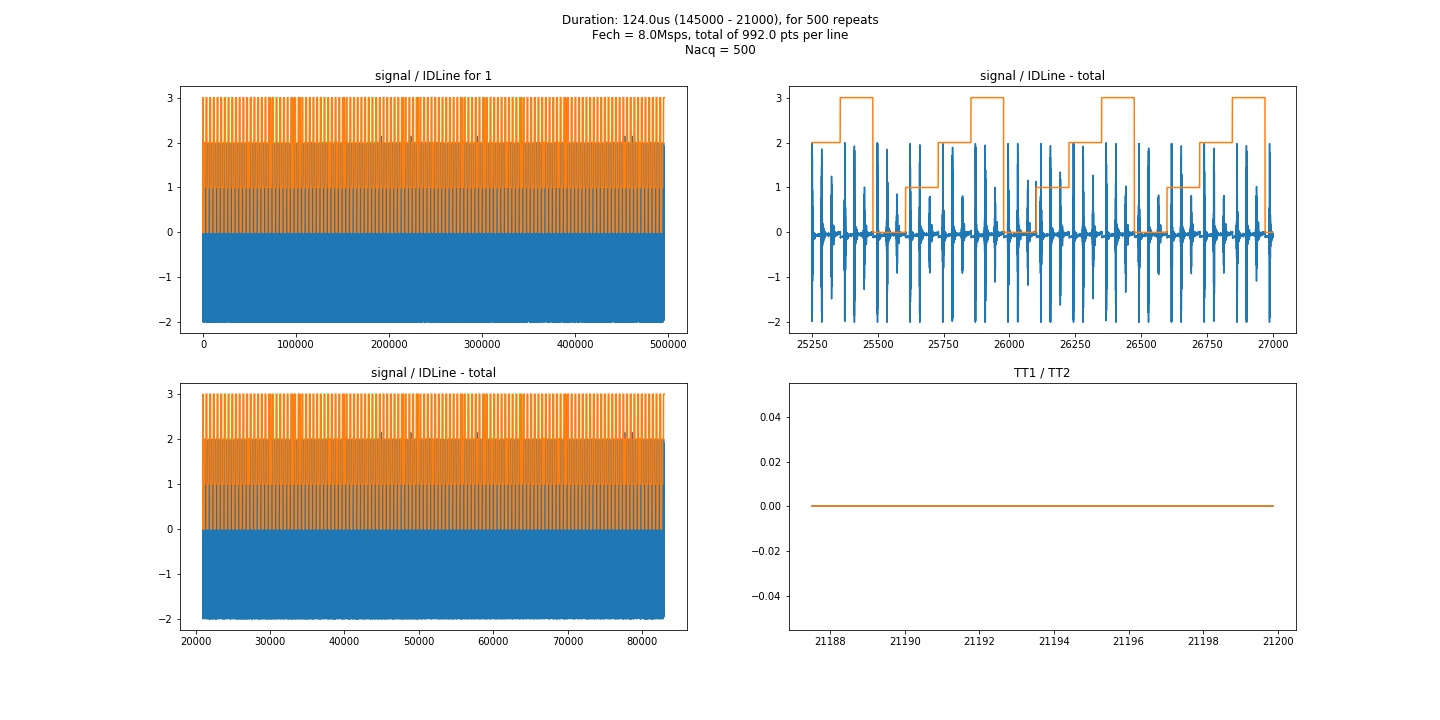 Duration: 124.0us (145000 - 21000), for 500 repeats
Fech = 8.0Msps, total of 992.0 pts per line
Nacq = 500
signal / IDLine for 1
3
2
1
0
−1
−2
0 100000 200000 300000 400000 500000
signal / IDLine - total
3
2
1
0
−1
−2
25250 25500 25750 26000 26250 26500 26750 27000
signal / IDLine - total
3
2
1
0
−1
−2
20000 30000 40000 50000 60000 70000 80000
TT1 / TT2
0.04
0.02
0.00
−0.02
−0.04
21188 21190 21192 21194 21196 21198 21200